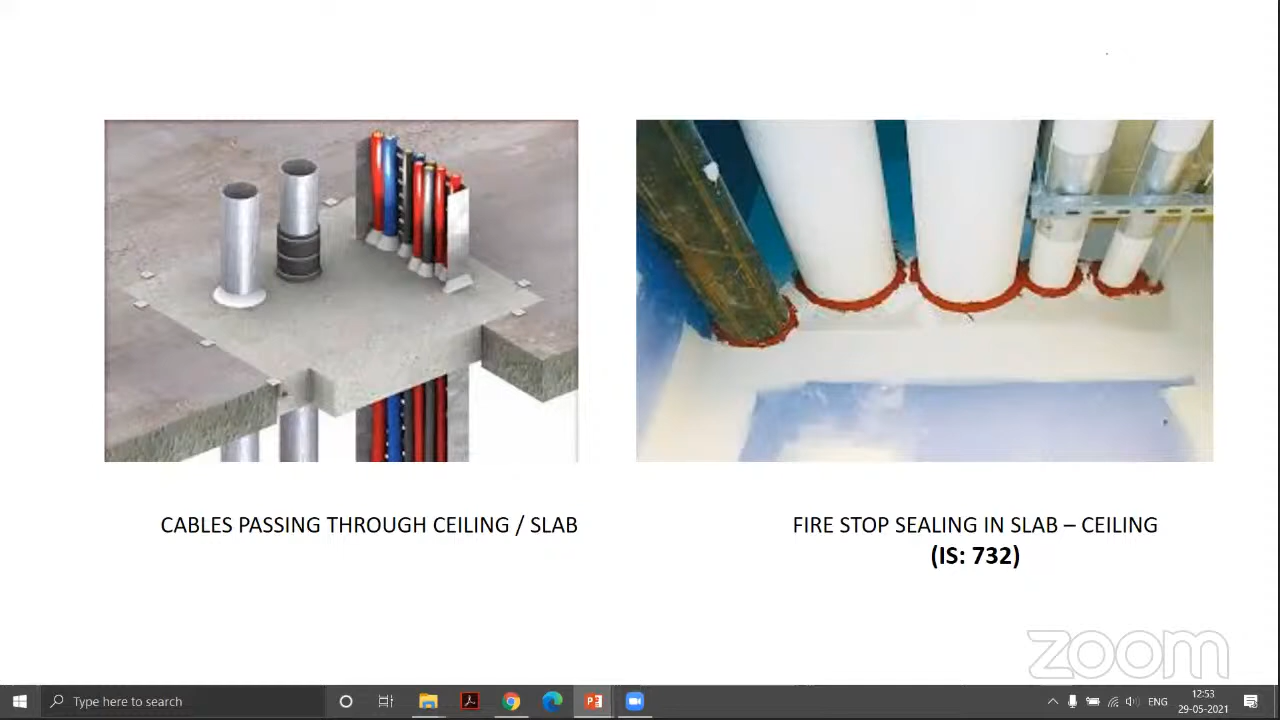 CABLES PASSING THROUGH CEILING / SLAB
FIRE STOP SEALING IN SLAB – CEILING
(IS: 732)
zoom
Type here to search
ENG
12:53
29-05-2021